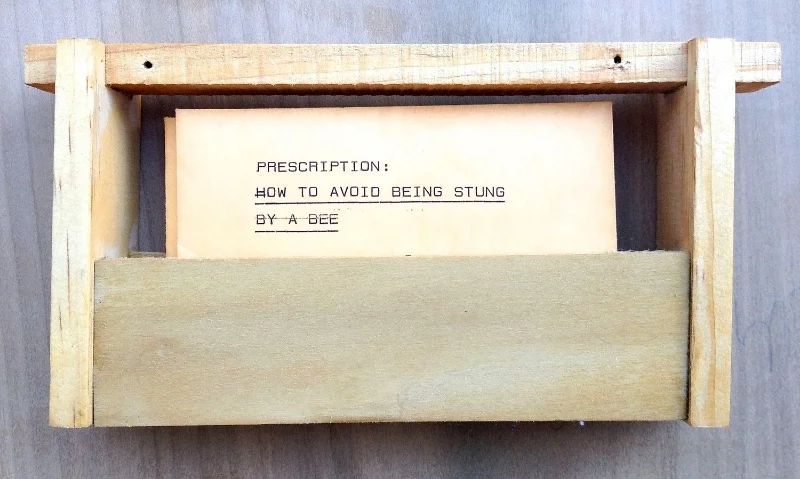 PRESCRIPTION:
HOW TO AVOID BEING STUNG
BY A BEE